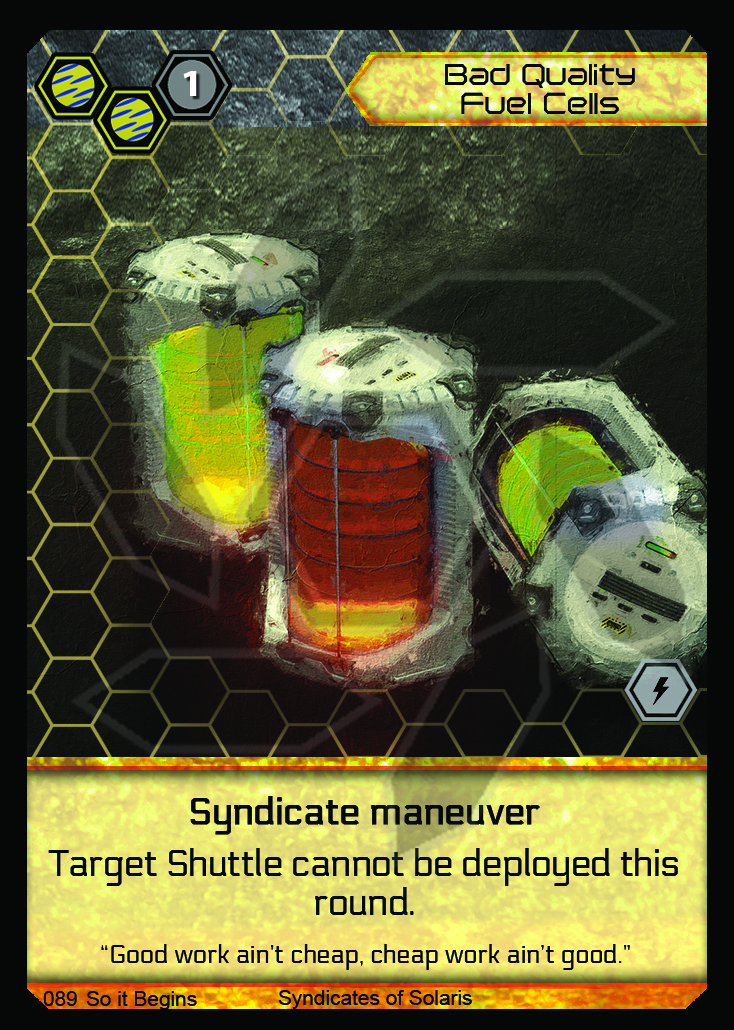 1
Bad Quality
Fuel Cells
Syndicate maneuver
Target Shuttle cannot be deployed this
round.
“Good work ain't cheap, cheap work ain't good.”
089 So it Begins Syndicates of Solaris